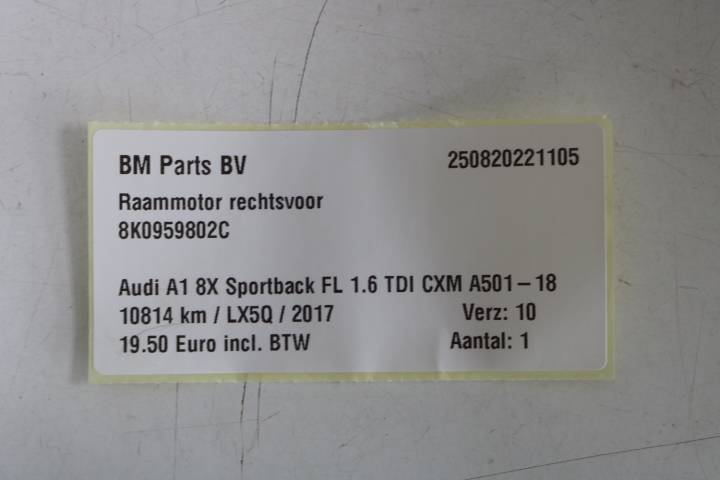 BM Parts BV 250820221105
Raammotor rechtsvoor
8K0959802C
Audi A1 8X Sportback FL 1.6 TDI CXM A501-18
10814 km / LX5Q / 2017 Verz: 10
19.50 Euro incl. BTW Aantal: 1